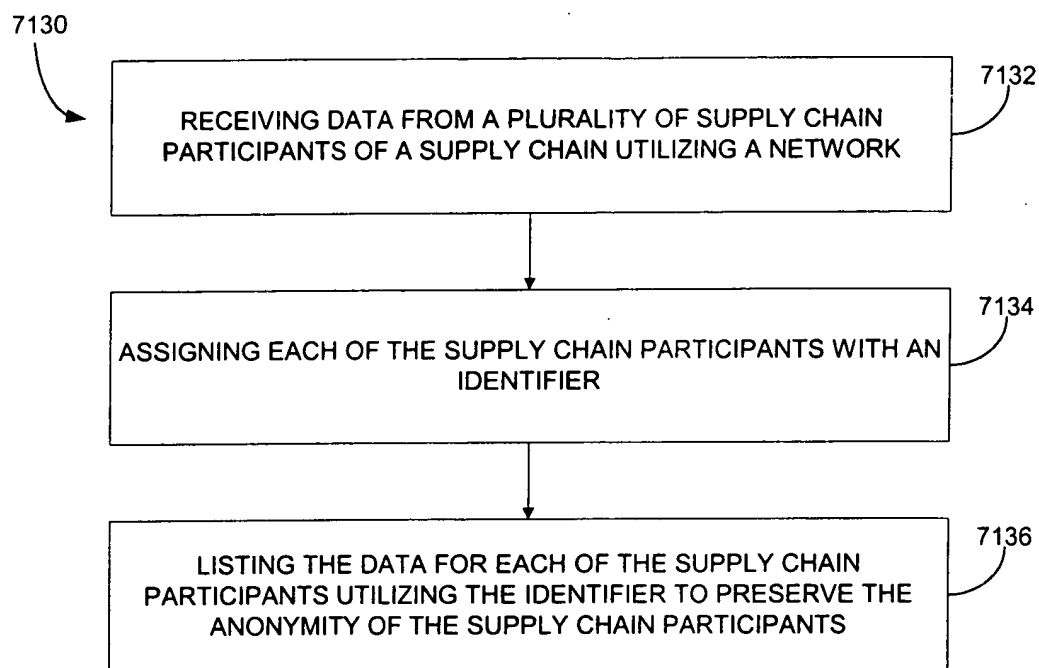 7130
7132
RECEIVING DATA FROM A PLURALITY OF SUPPLY CHAIN
PARTICIPANTS OF A SUPPLY CHAIN UTILIZING A NETWORK
7134
ASSIGNING EACH OF THE SUPPLY CHAIN PARTICIPANTS WITH AN
IDENTIFIER
7136
LISTING THE DATA FOR EACH OF THE SUPPLY CHAIN
PARTICIPANTS UTILIZING THE IDENTIFIER TO PRESERVE THE
ANONYMITY OF THE SUPPLY CHAIN PARTICIPANTS